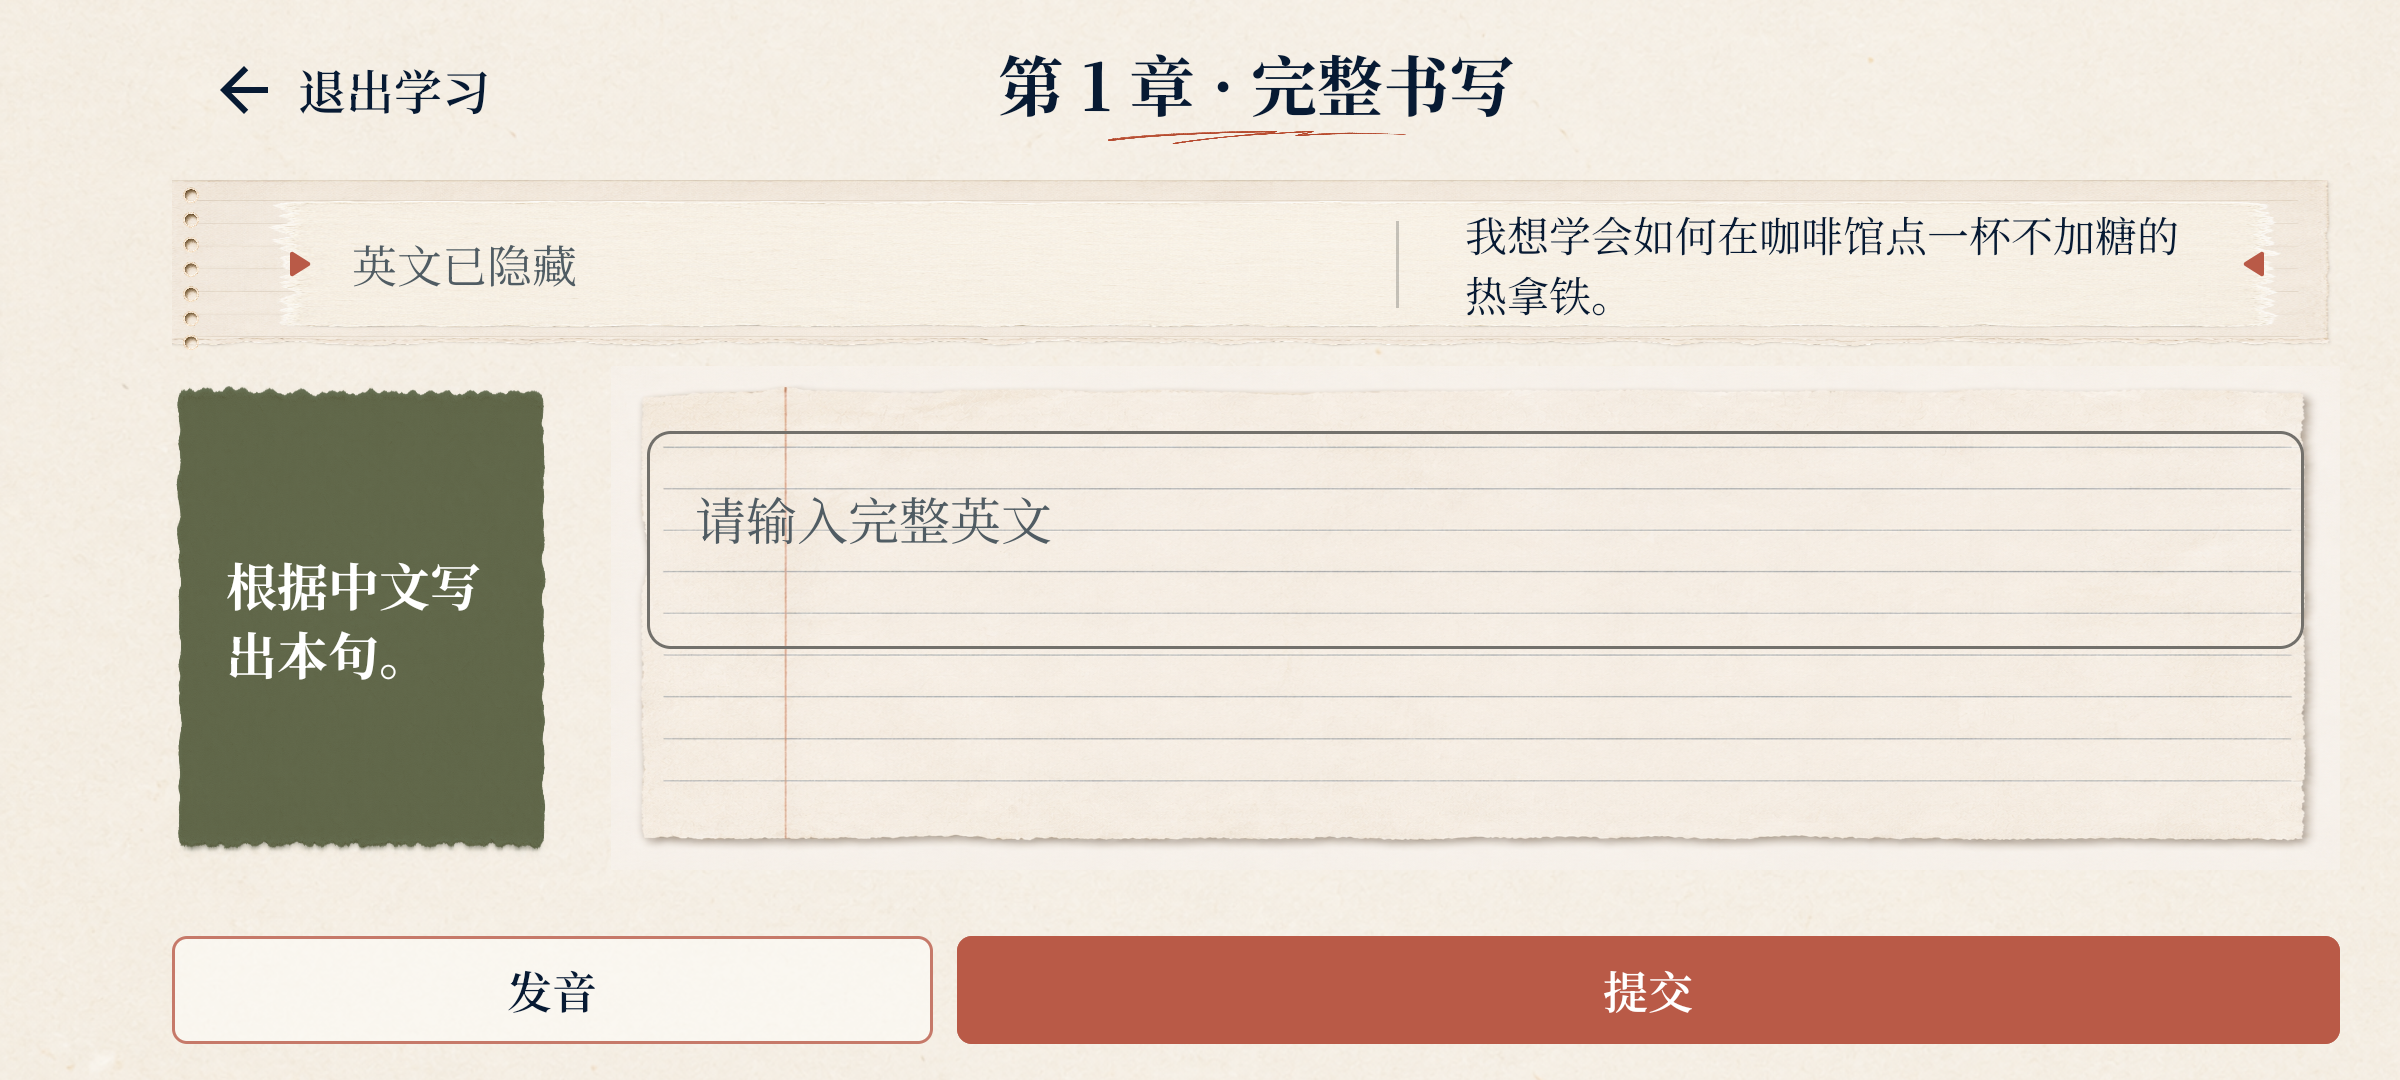 退出学习
第 1 章 · 完整书写
英文已隐藏
我想学会如何在咖啡馆点一杯不加糖的
热拿铁。
根据中文写
出本句。
请输入完整英文
发音
提交